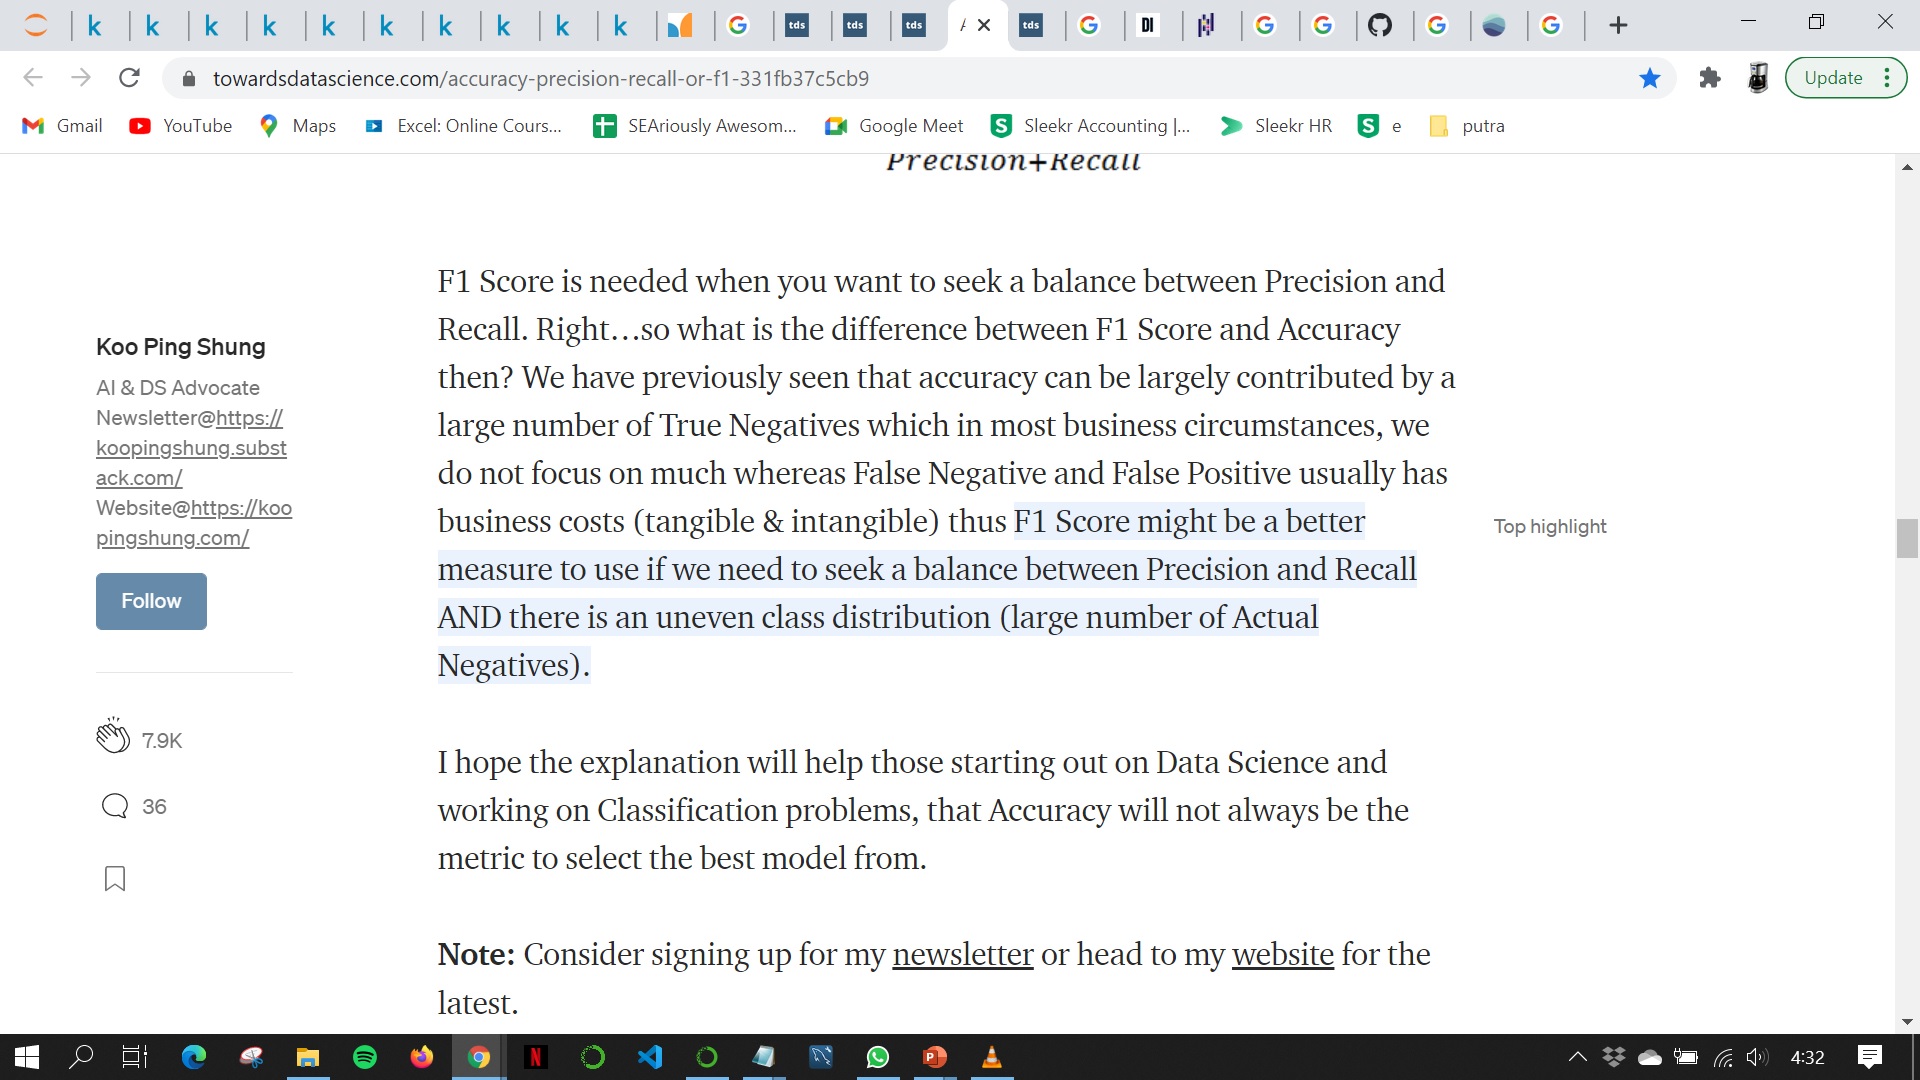 tds
tds
tds
tds
DI
towardsdatascience.com/accuracy-precision-recall-or-f1-331fb37c5cb9
Update
Gmail
YouTube
Maps
Excel: Online Cours...
SEAriously Awesom...
Google Meet
Sleekr Accounting |...
Sleekr HR
e
putra
Precision+Recall
Koo Ping Shung
AI & DS Advocate
Newsletter@https://
koopingshung.subst
ack.com/
Website@https://koo
pingshung.com/
Follow
7.9K
36
F1 Score is needed when you want to seek a balance between Precision and
Recall. Right…so what is the difference between F1 Score and Accuracy
then? We have previously seen that accuracy can be largely contributed by a
large number of True Negatives which in most business circumstances, we
do not focus on much whereas False Negative and False Positive usually has
business costs (tangible & intangible) thus F1 Score might be a better
measure to use if we need to seek a balance between Precision and Recall
AND there is an uneven class distribution (large number of Actual
Negatives).
Top highlight
I hope the explanation will help those starting out on Data Science and
working on Classification problems, that Accuracy will not always be the
metric to select the best model from.
Note: Consider signing up for my newsletter or head to my website for the
latest.
4:32